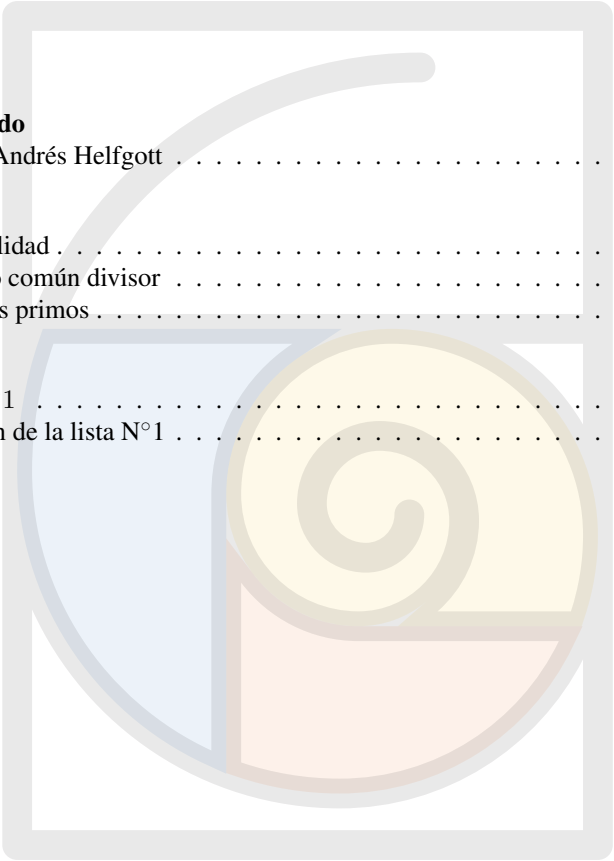 do
Andrés Helfgott . . . . . . . . . . . . . . . . . . . . . .
lidad . . . . . . . . . . . . . . . . . . . . . . . . . . . .
o común divisor . . . . . . . . . . . . . . . . . . . . . .
s primos . . . . . . . . . . . . . . . . . . . . . . . . . .
1 . . . . . . . . . . . . . . . . . . . . . . . . . . . . .
n de la lista N°1 . . . . . . . . . . . . . . . . . . . . . .